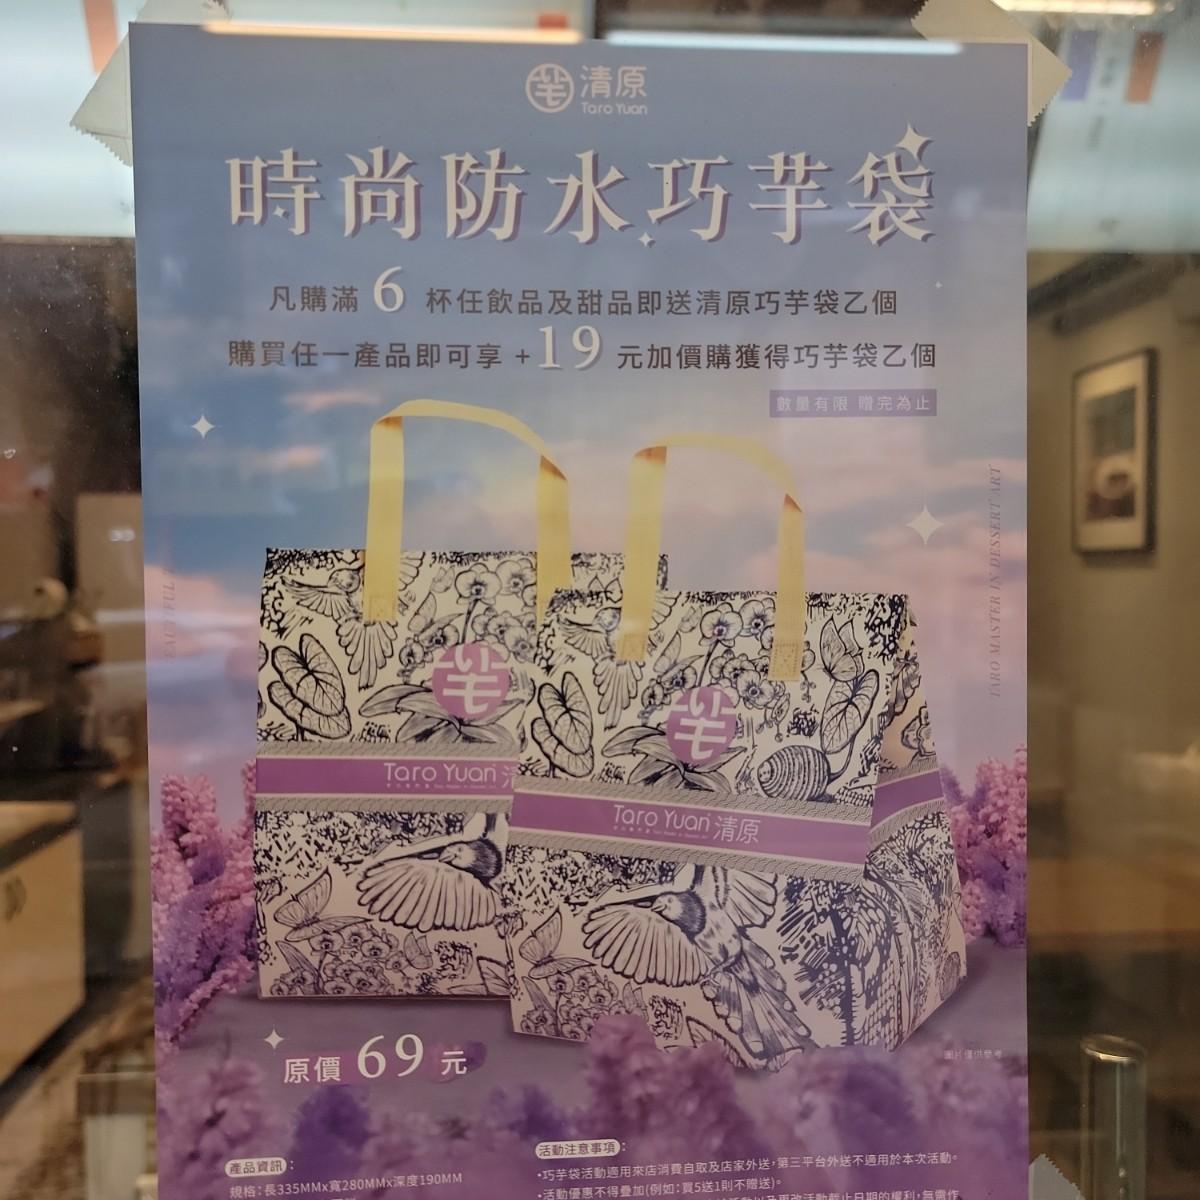 清原
Taro Yuan
時尚防水巧芋袋
凡購滿 6 杯任飲品及甜品即送清原巧芋袋乙個
購買任一產品即可享 +19 元加價購獲得巧芋袋乙個
數量有限 贈完為止
TARO MASTER IN DESSERT ART
Taro Yuan 清
Taro Yuan 清原
原價 69 元
圖片僅供參考
產品資訊：
規格：長335MMx寬280MMx深度190MM
活動注意事項：
•巧芋袋活動適用來店消費自取及店家外送，第三平台外送不適用於本次活動。
•活動優惠不得疊加(例如：買5送1則不贈送)。